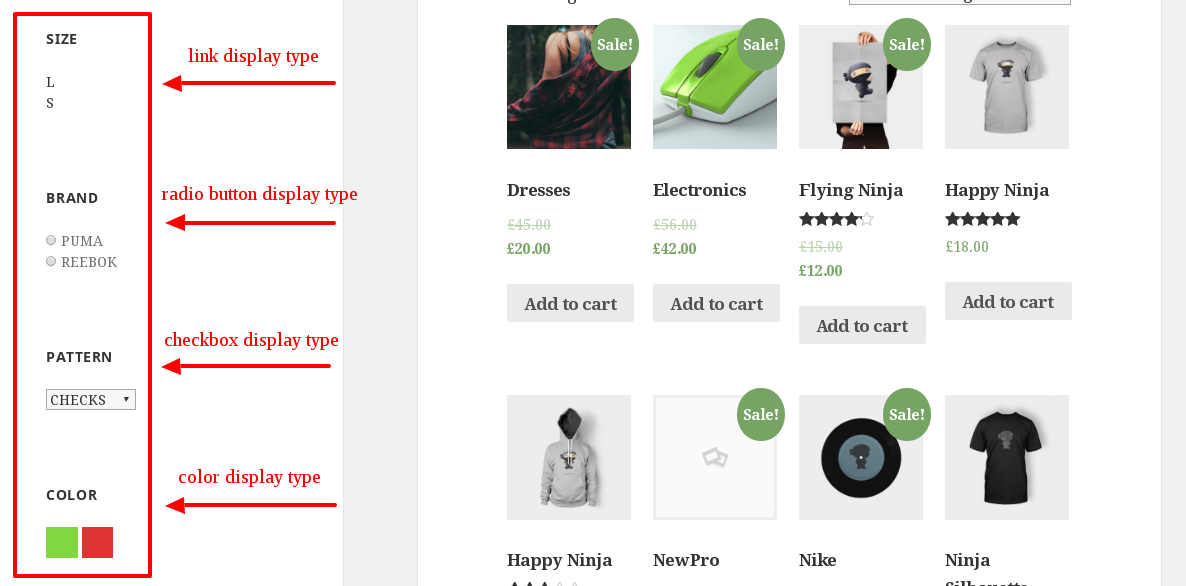 SIZE
link display type
L
S
BRAND
radio button display type
PUMA
REEBOK
PATTERN
checkbox display type
CHECKS
COLOR
color display type
Sale!
Sale!
Sale!
Dresses
£45.00
£20.00
Add to cart
Electronics
£56.00
£42.00
Add to cart
Flying Ninja
£15.00
£12.00
Add to cart
Happy Ninja
£18.00
Add to cart
Sale!
Sale!
Happy Ninja
NewPro
Nike
Ninja
Silhouette